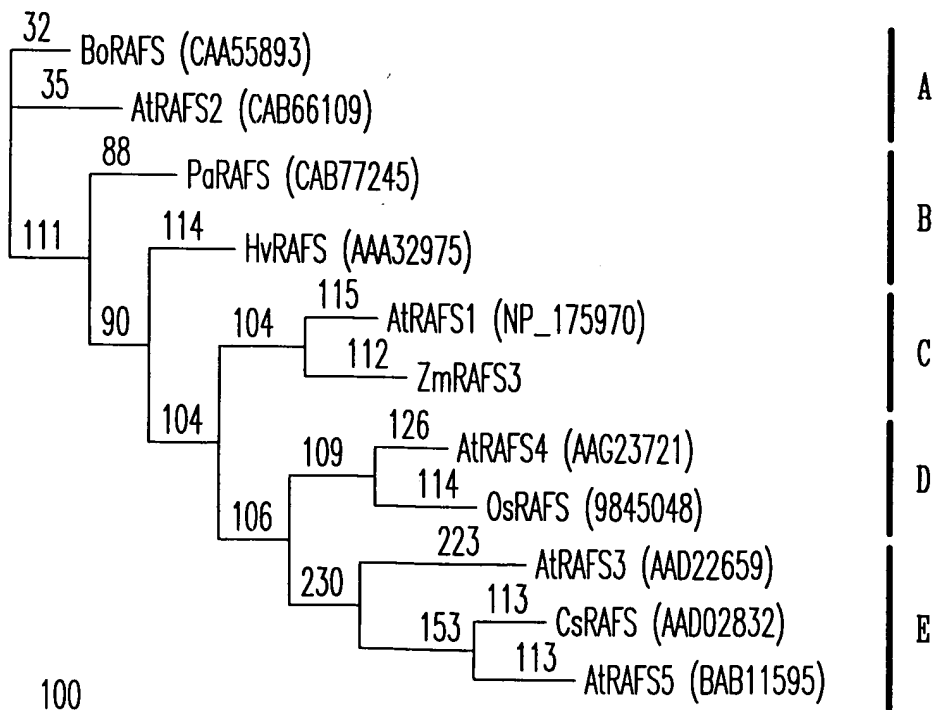 32
BoRAFS (CAA55893)
35
AtRAFS2 (CAB66109)
A
88
PaRAFS (CAB77245)
111
114
HvRAFS (AAA32975)
B
90
115
AtRAFS1 (NP_175970)
104
112
ZmRAFS3
C
104
126
AtRAFS4 (AAG23721)
109
114
OsRAFS (9845048)
D
106
223
AtRAFS3 (AAD22659)
230
113
CsRAFS (AAD02832)
153
113
AtRAFS5 (BAB11595)
E
100